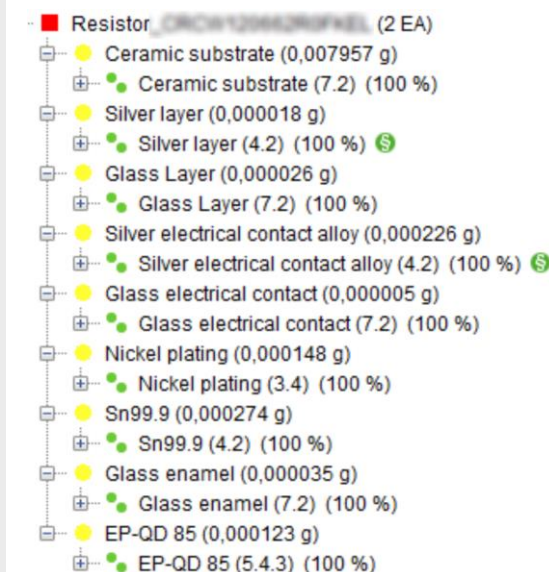 Resistor (2 EA)
Ceramic substrate (0,007957 g)
Ceramic substrate (7.2) (100 %)
Silver layer (0,000018 g)
Silver layer (4.2) (100 %) §
Glass Layer (0,000026 g)
Glass Layer (7.2) (100 %)
Silver electrical contact alloy (0,000226 g)
Silver electrical contact alloy (4.2) (100 %) §
Glass electrical contact (0,000005 g)
Glass electrical contact (7.2) (100 %)
Nickel plating (0,000148 g)
Nickel plating (3.4) (100 %)
Sn99.9 (0,000274 g)
Sn99.9 (4.2) (100 %)
Glass enamel (0,000035 g)
Glass enamel (7.2) (100 %)
EP-QD 85 (0,000123 g)
EP-QD 85 (5.4.3) (100 %)